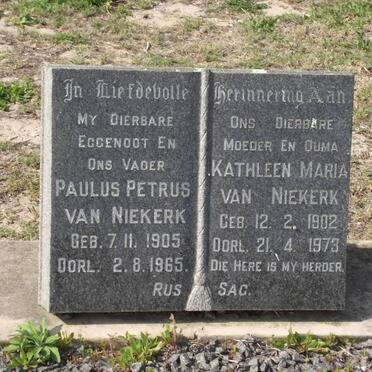 In Liefdevolle Herinnering Aan
My Dierbare
Eggenoot En
Ons Vader
Paulus Petrus
van Niekerk
Geb. 7. 11. 1905
Oorl. 2. 8. 1965.
Ons Dierbare
Moeder En Ouma
Kathleen Maria
van Niekerk
Geb. 12. 2. 1902
Oorl. 21. 4. 1973
Die Here is my herder.
Rus Sag.